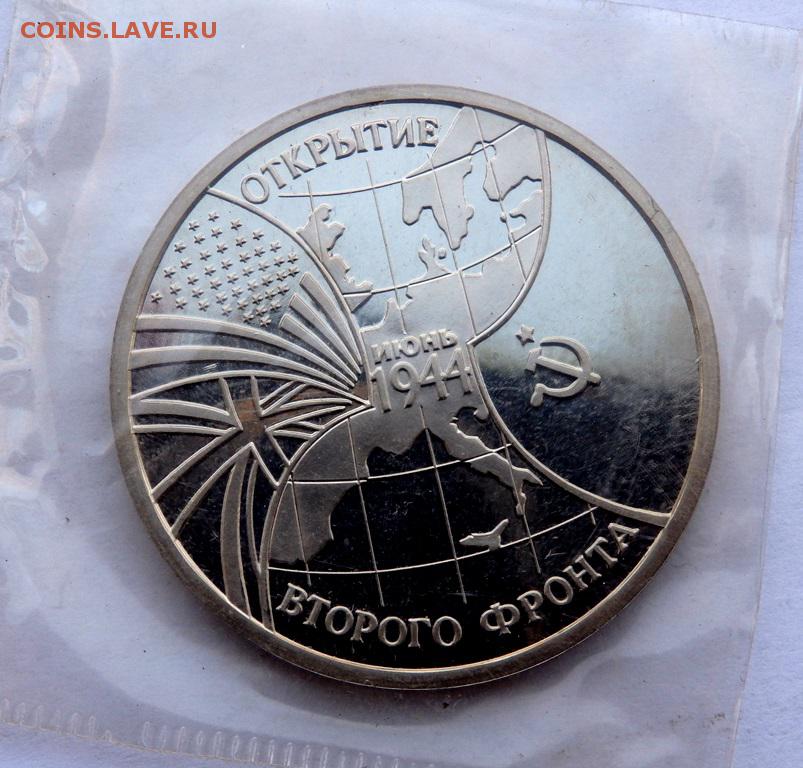 COINS.LAVE.RU
ОТКРЫТИЕ
ИЮНЬ
1944
ВТОРОГО ФРОНТА